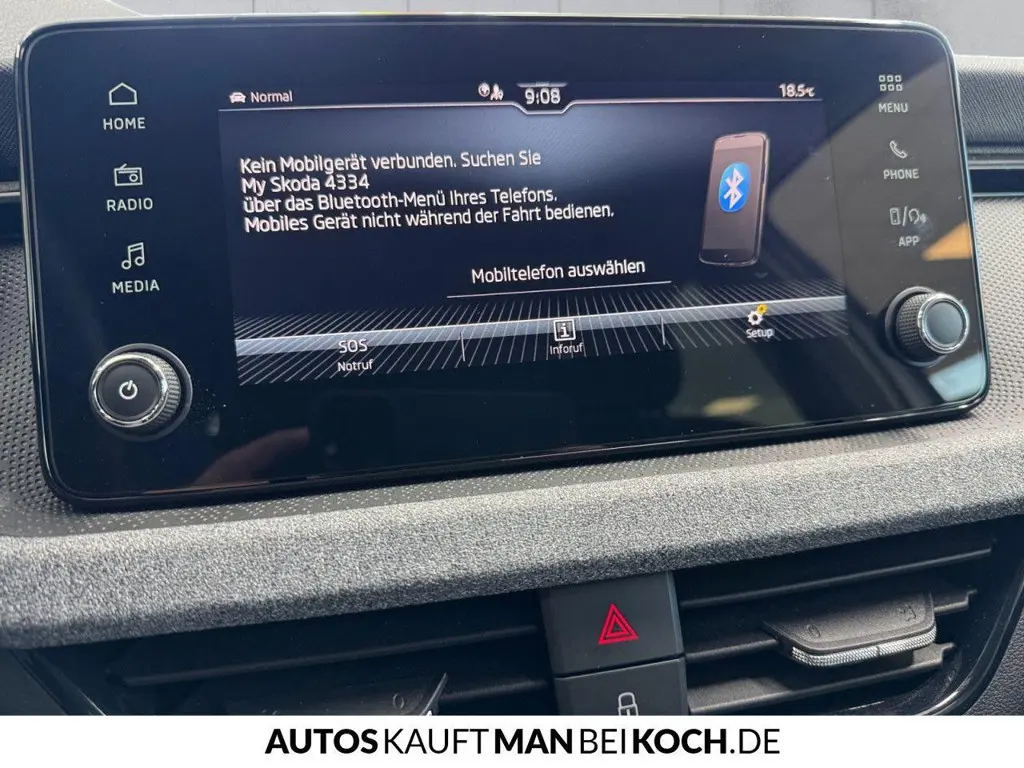 HOME
RADIO
MEDIA
Normal
9:08
18.5°C
Kein Mobilgerät verbunden. Suchen Sie
My Skoda 4334
über das Bluetooth-Menü Ihres Telefons.
Mobiles Gerät nicht während der Fahrt bedienen.
Mobiltelefon auswählen
SOS
Notruf
Inforuf
Setup
MENU
PHONE
APP
0
0
AUTOSKAUFTMANBEIKOCH.DE